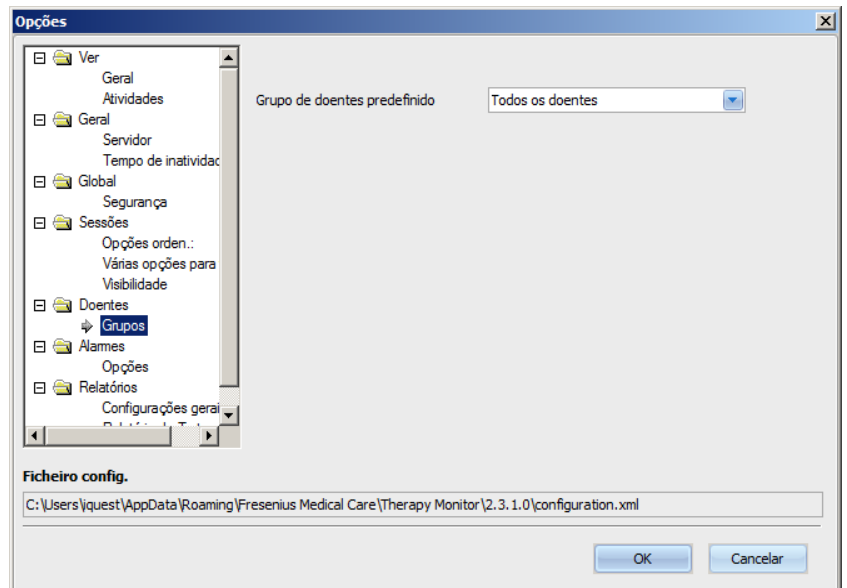 Opções
Ver
Geral
Atividades
Geral
Servidor
Tempo de inatividad
Global
Segurança
Sessões
Opções orden.:
Várias opções para
Visibilidade
Doentes
Grupos
Alarmes
Opções
Relatórios
Configurações gerai
Grupo de doentes predefinido Todos os doentes
Ficheiro config.
C:\Users\iquest\AppData\Roaming\Fresenius Medical Care\Therapy Monitor\2.3.1.0\configuration.xml
OK Cancelar